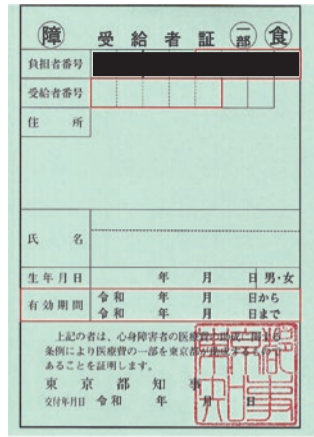 障 受給者証 一部 食
負担者番号
受給者番号
住所
氏名
生年月日 年 月 日 男・女
有効期間 令和 年 月 日から
令和 年 月 日まで
上記の者は、心身障害者の医療費の助成に関する
条例により医療費の一部を東京都が助成するもので
あることを証明します。
東京都知事
交付年月日 令和 年 月 日